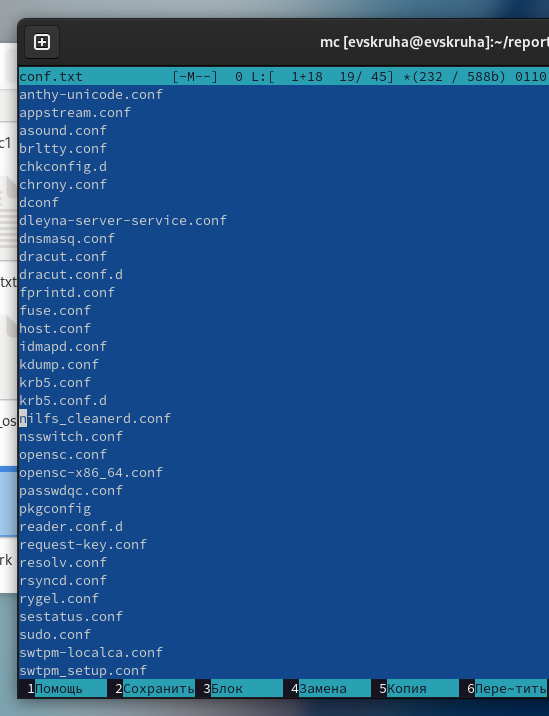 mc [evskruha@evskruha]:~/report
conf.txt [-M--] 0 L:[ 1+18 19/ 45] *(232 / 588b) 0110
anthy-unicode.conf
appstream.conf
asound.conf
brltty.conf
chkconfig.d
chrony.conf
dconf
dleyna-server-service.conf
dnsmasq.conf
dracut.conf
dracut.conf.d
fprintd.conf
fuse.conf
host.conf
idmapd.conf
kdump.conf
krb5.conf
krb5.conf.d
nilfs_cleanerd.conf
nsswitch.conf
opensc.conf
opensc-x86_64.conf
passwdqc.conf
pkgconfig
reader.conf.d
request-key.conf
resolv.conf
rsyncd.conf
rygel.conf
sestatus.conf
sudo.conf
swtpm-localca.conf
swtpm_setup.conf
1Помощь 2Сохранить 3Блок 4Замена 5Копия 6Пере~тить
c1
txt
_os
rk